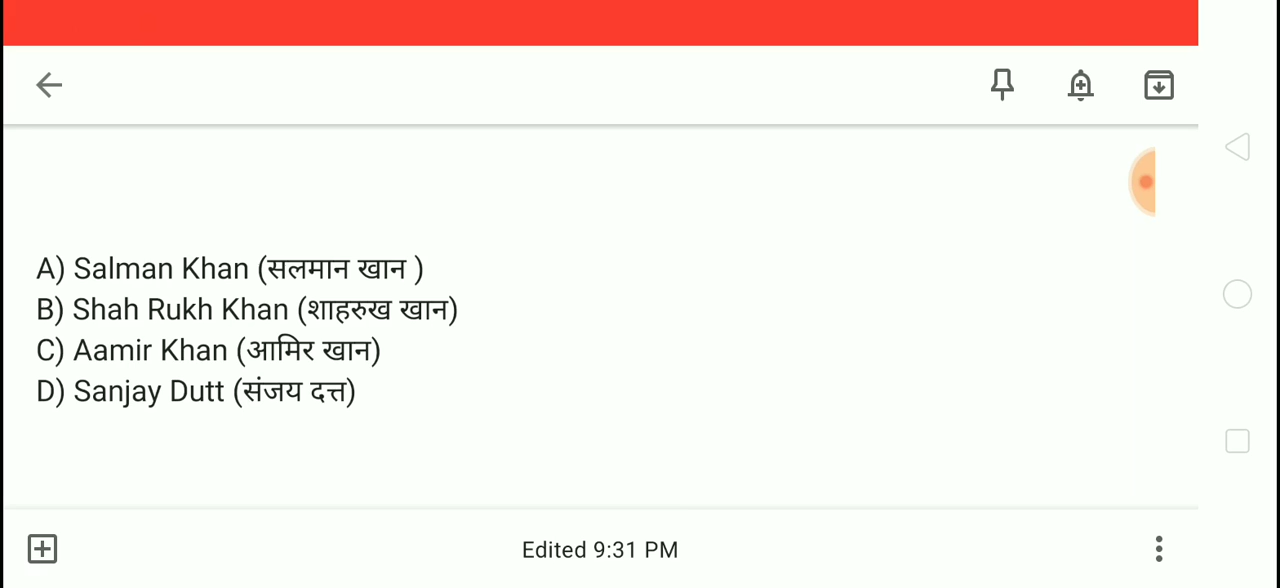 A) Salman Khan (सलमान खान )
B) Shah Rukh Khan (शाहरुख खान)
C) Aamir Khan (आमिर खान)
D) Sanjay Dutt (संजय दत्त)
Edited 9:31 PM